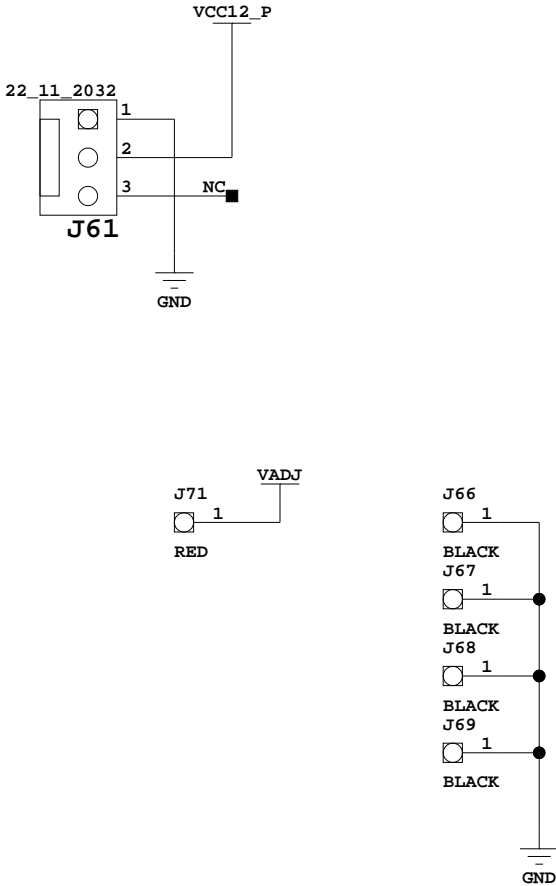 VCC12_P
22_11_2032
1
2
3 NC
J61
GND
VADJ
J71
1
RED
J66
1
BLACK
J67
1
BLACK
J68
1
BLACK
J69
1
BLACK
GND